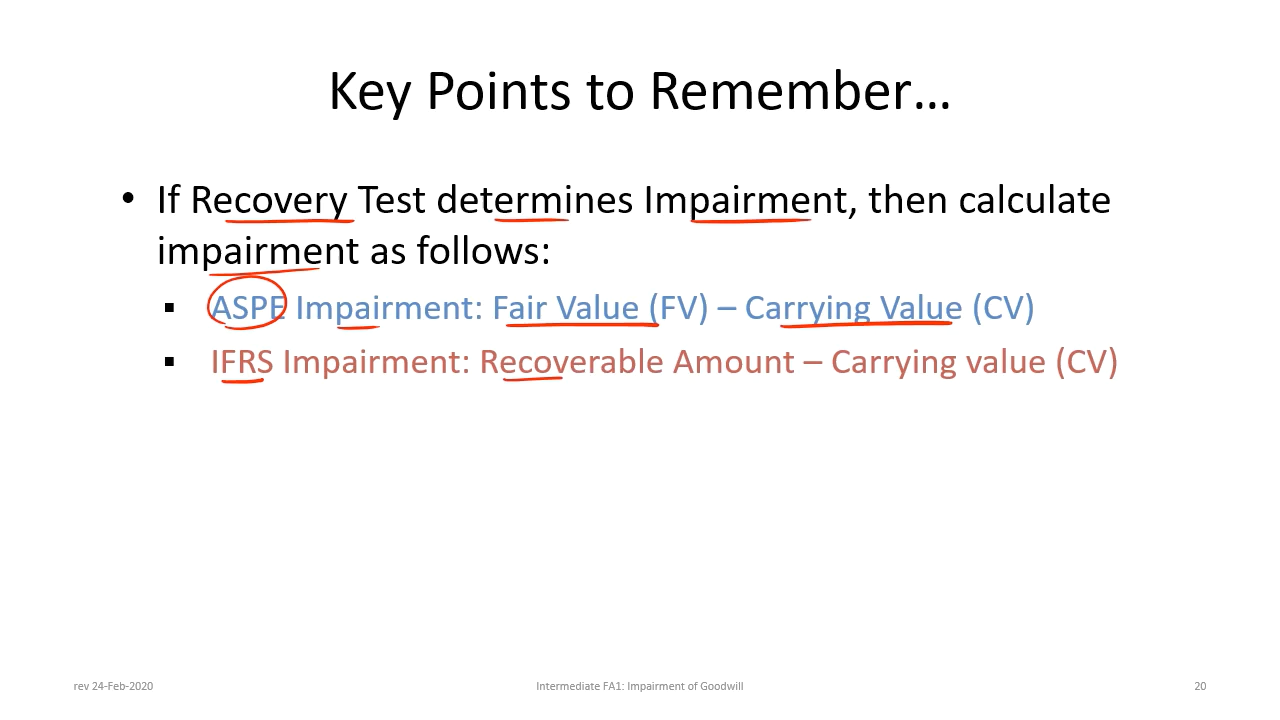 Key Points to Remember…
• If Recovery Test determines Impairment, then calculate
impairment as follows:
▪ ASPE Impairment: Fair Value (FV) – Carrying Value (CV)
▪ IFRS Impairment: Recoverable Amount – Carrying value (CV)
rev 24-Feb-2020
Intermediate FA1: Impairment of Goodwill
20